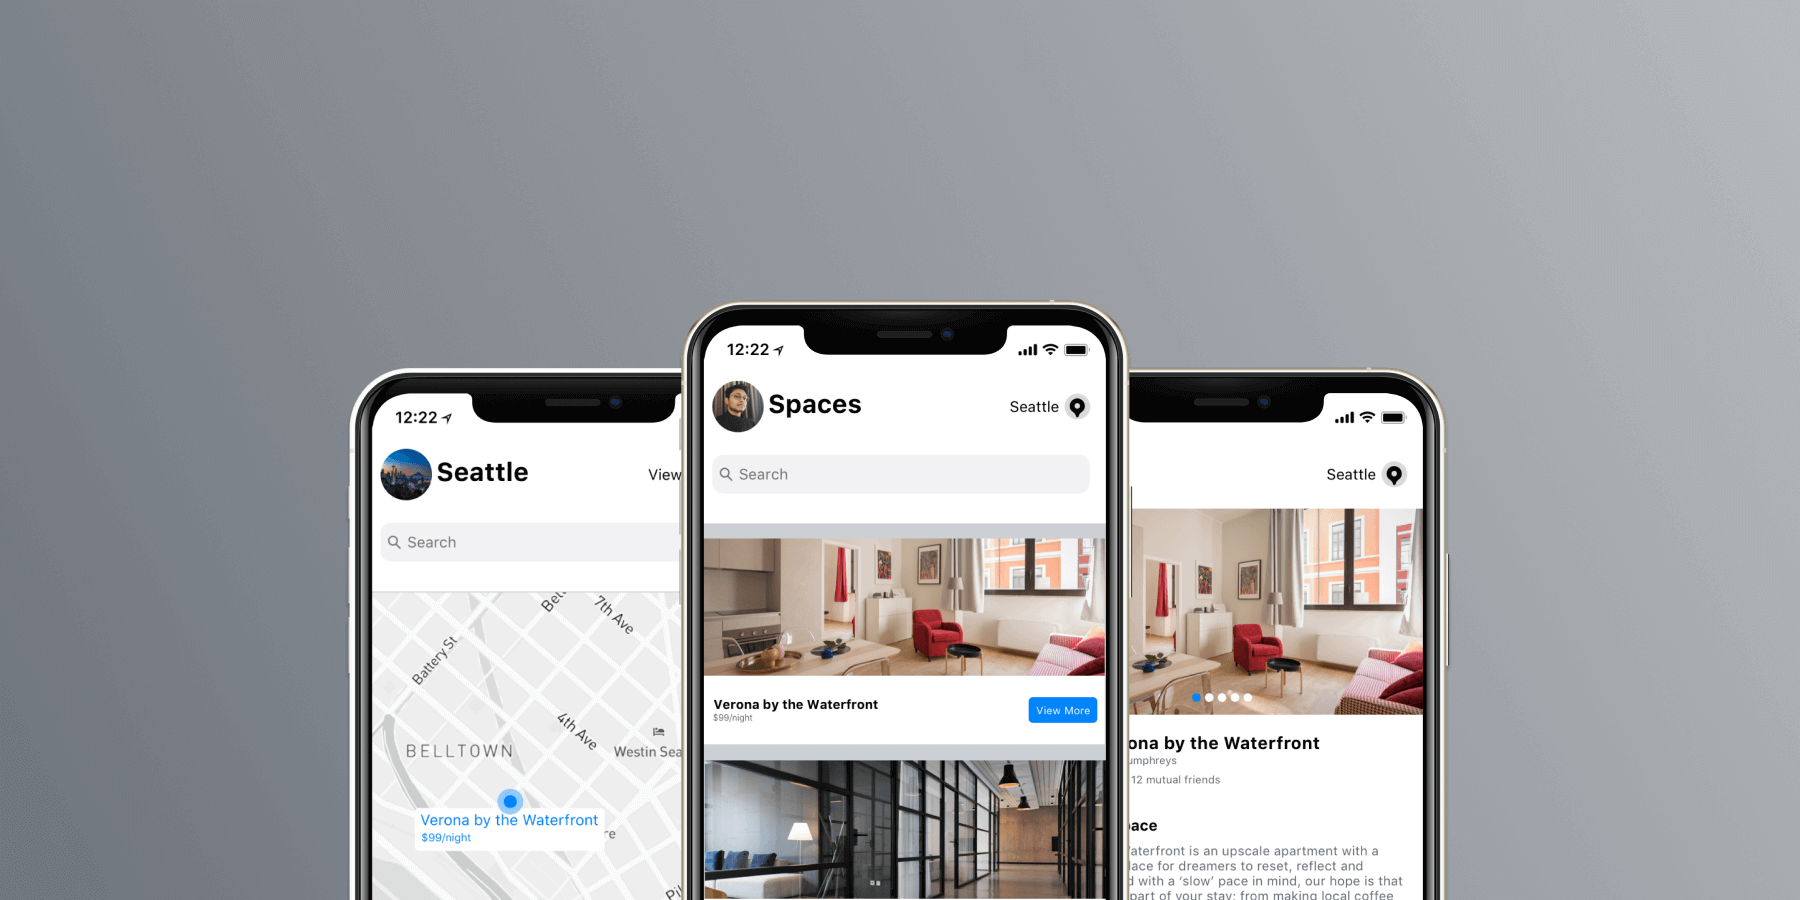 12:22
Seattle
View
Search
Bel
7th Ave
Battery St
4th Ave
BELLTOWN
Westin Sea
Verona by the Waterfront
$99/night
re
Pi
12:22
Spaces
Seattle
Search
Verona by the Waterfront
$99/night
View More
Seattle
ona by the Waterfront
umphreys
12 mutual friends
pace
aterfront is an upscale apartment with a
lace for dreamers to reset, reflect and
d with a ‘slow’ pace in mind, our hope is that
part of your stay; from making local coffee